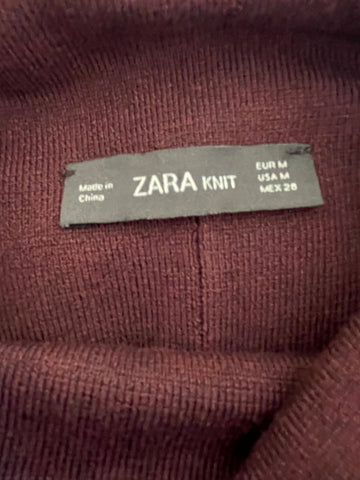 Made in
China
ZARA KNIT
EUR M
USA M
MEX 28